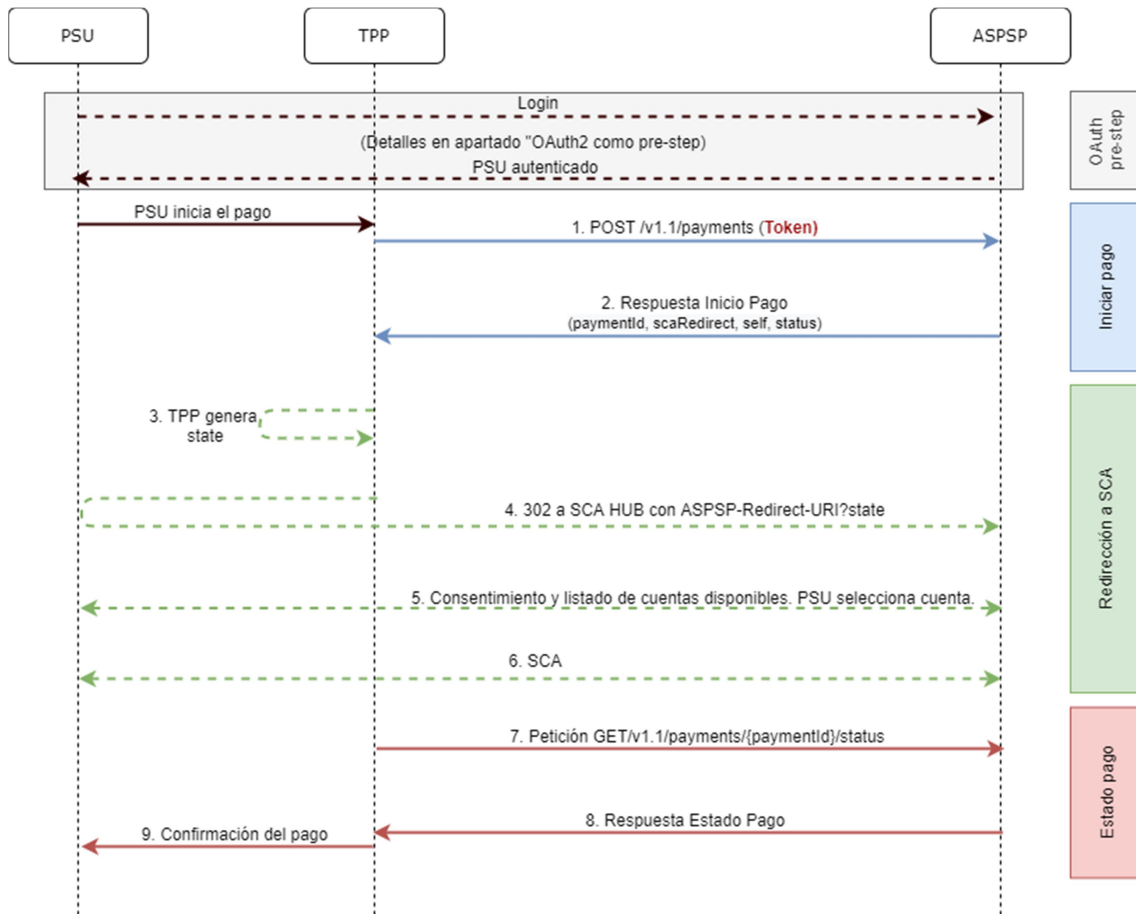 PSU
TPP
ASPSP
Login
(Detalles en apartado "OAuth2 como pre-step)
PSU autenticado
OAuth
pre-step
PSU inicia el pago
1. POST /v1.1/payments (Token)
2. Respuesta Inicio Pago
(paymentId, scaRedirect, self, status)
Iniciar pago
3. TPP genera
state
4. 302 a SCA HUB con ASPSP-Redirect-URI?state
5. Consentimiento y listado de cuentas disponibles. PSU selecciona cuenta.
6. SCA
Redirección a SCA
7. Petición GET/v1.1/payments/{paymentId}/status
8. Respuesta Estado Pago
9. Confirmación del pago
Estado pago